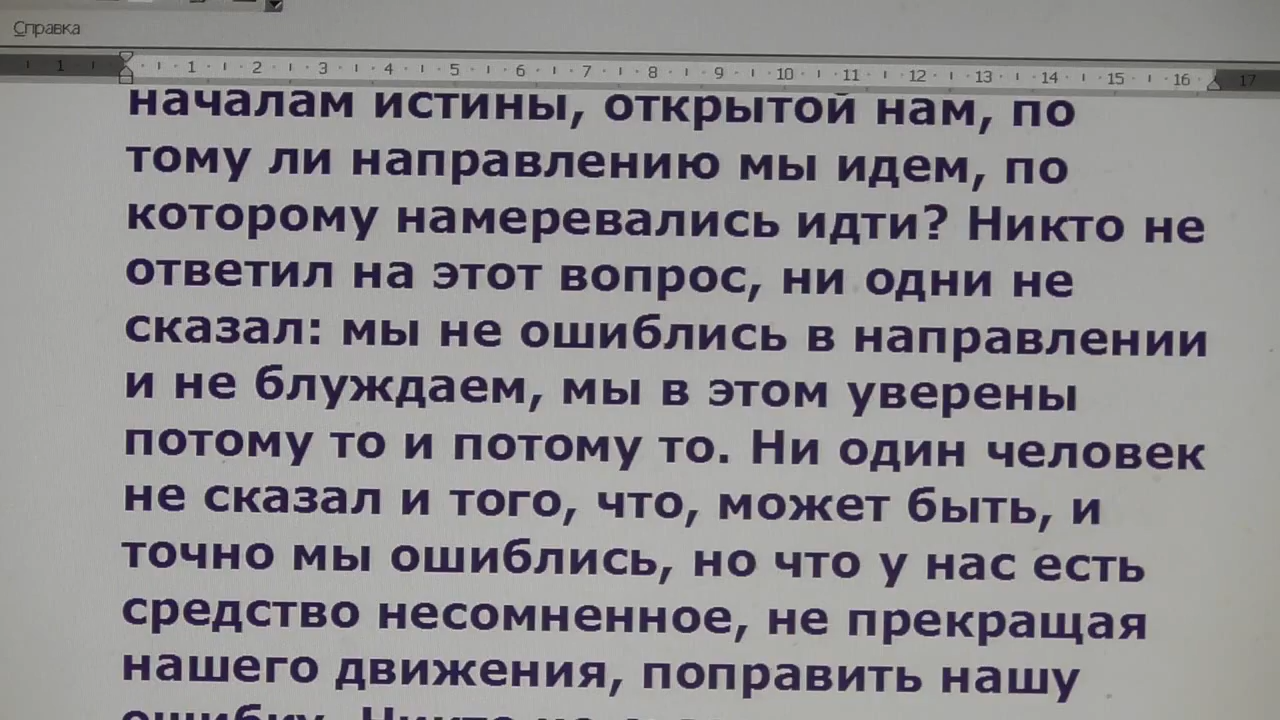 Справка
1 1 2 3 4 5 6 7 8 9 10 11 12 13 14 15 16 17
началам истины, открытой нам, по
тому ли направлению мы идем, по
которому намеревались идти? Никто не
ответил на этот вопрос, ни одни не
сказал: мы не ошиблись в направлении
и не блуждаем, мы в этом уверены
потому то и потому то. Ни один человек
не сказал и того, что, может быть, и
точно мы ошиблись, но что у нас есть
средство несомненное, не прекращая
нашего движения, поправить нашу
ошибку. Никто не